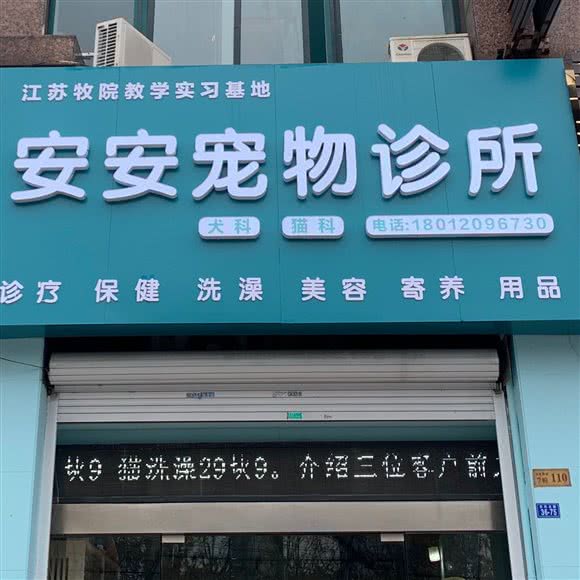 江苏牧院教学实习基地
安安宠物诊所
犬科 猫科 电话:18012096730
诊疗 保健 洗澡 美容 寄养 用品
块9 猫洗澡29块9。介绍三位客户前
110